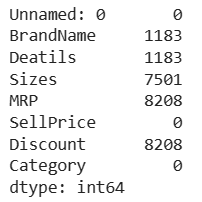 Unnamed: 0 0
BrandName 1183
Deatils 1183
Sizes 7501
MRP 8208
SellPrice 0
Discount 8208
Category 0
dtype: int64